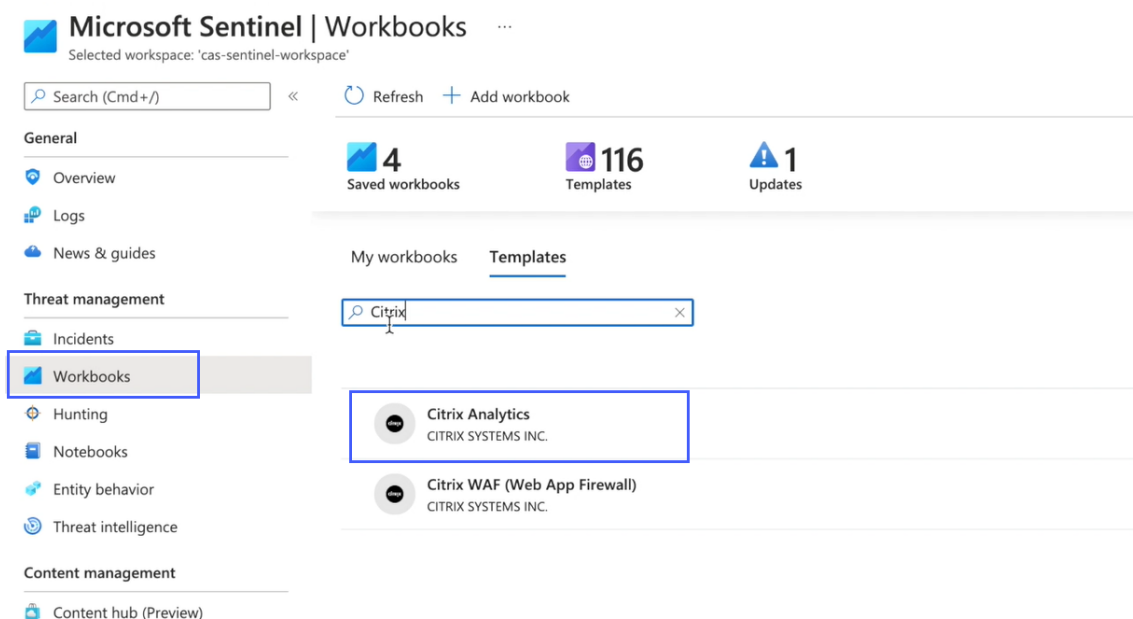 Microsoft Sentinel | Workbooks ...
Selected workspace: 'cas-sentinel-workspace'
Search (Cmd+/)
«
Refresh
Add workbook
General
Overview
Logs
News & guides
Threat management
Incidents
Workbooks
Hunting
Notebooks
Entity behavior
Threat intelligence
Content management
Content hub (Preview)
4
Saved workbooks
116
Templates
1
Updates
My workbooks
Templates
Citrix
Citrix Analytics
CITRIX SYSTEMS INC.
Citrix WAF (Web App Firewall)
CITRIX SYSTEMS INC.